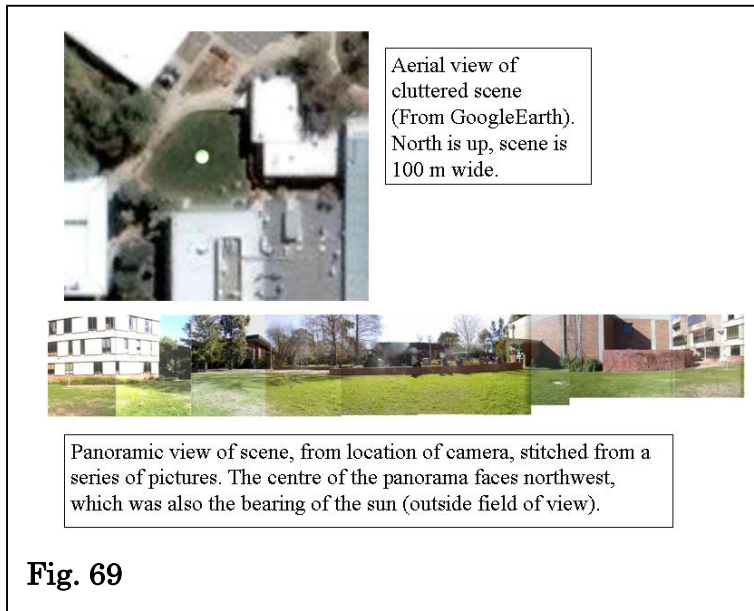 Aerial view of
cluttered scene
(From GoogleEarth).
North is up, scene is
100 m wide.
Panoramic view of scene, from location of camera, stitched from a
series of pictures. The centre of the panorama faces northwest,
which was also the bearing of the sun (outside field of view).
Fig. 69